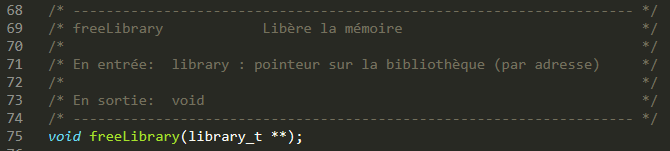 68 /* -------------------------------------------------------------------- */
69 /* freeLibrary            Libère la mémoire                             */
70 /*                                                                      */
71 /* En entrée:  library : pointeur sur la bibliothèque (par adresse)     */
72 /*                                                                      */
73 /* En sortie:  void                                                     */
74 /* -------------------------------------------------------------------- */
75 void freeLibrary(library_t **);